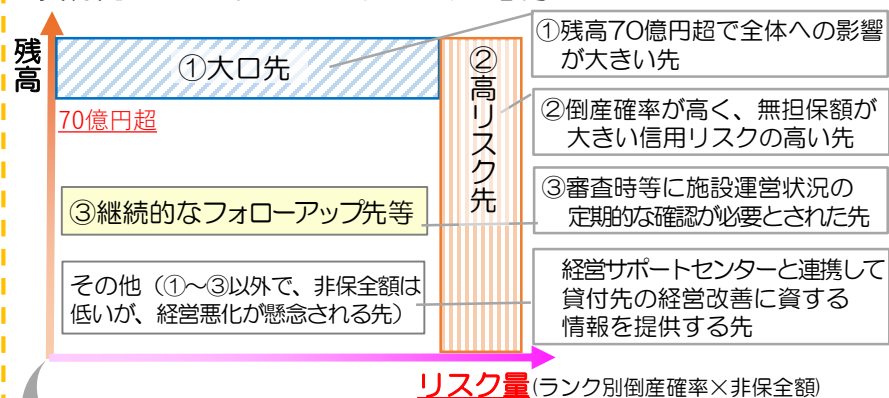 残高
①大口先
70億円超
②高リスク先
③継続的なフォローアップ先等
その他（①～③以外で、非保全額は
低いが、経営悪化が懸念される先）
①残高70億円超で全体への影響
が大きい先
②倒産確率が高く、無担保額が
大きい信用リスクの高い先
③審査時等に施設運営状況の
定期的な確認が必要とされた先
経営サポートセンターと連携して
貸付先の経営改善に資する
情報を提供する先
リスク量(ランク別倒産確率×非保全額)